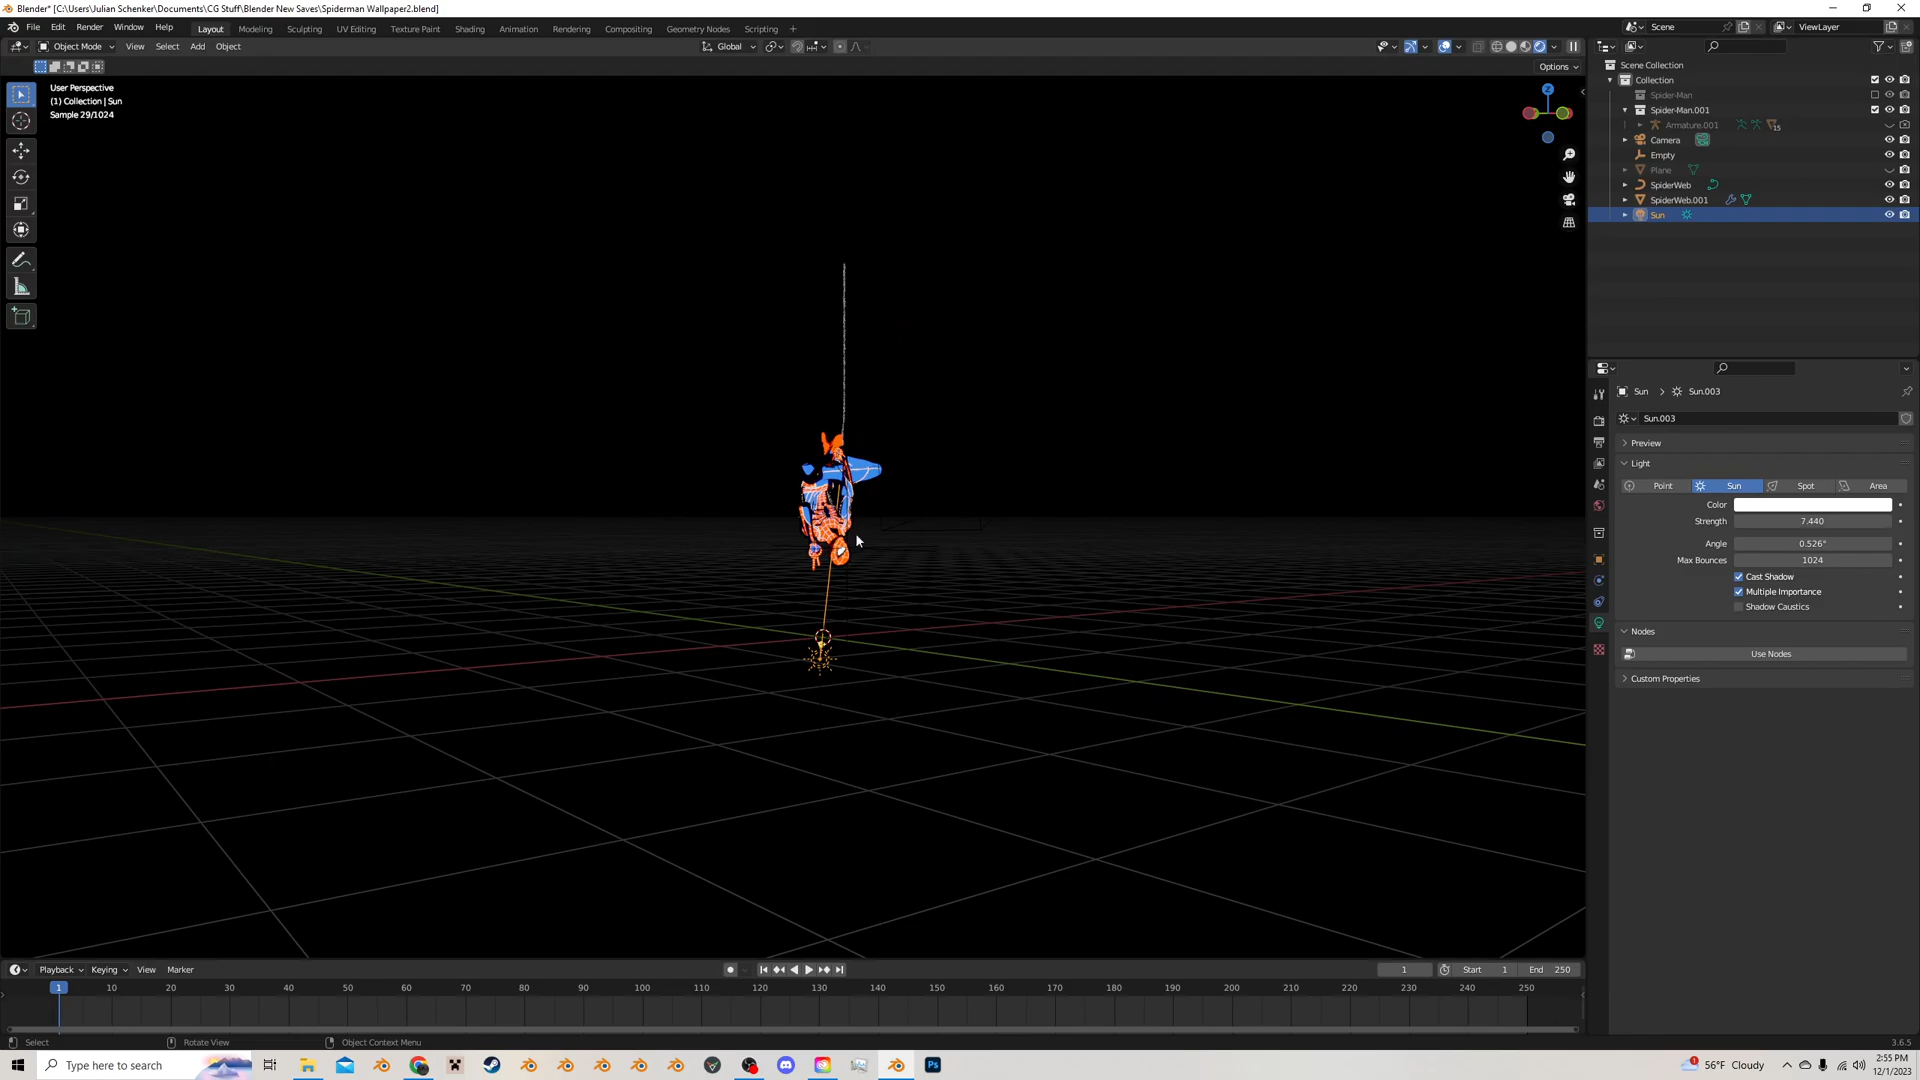 Blender* [C:\Users\Julian Schenker\Documents\CG Stuff\Blender New Saves\Spiderman Wallpaper2.blend]
File Edit Render Window Help Layout Modeling Sculpting UV Editing Texture Paint Shading Animation Rendering Compositing Geometry Nodes Scripting + Scene ViewLayer
Object Mode View Select Add Object Global
Options
User Perspective
(1) Collection | Sun
Sample 29/1024
Z
Scene Collection
Collection
Spider-Man
Spider-Man.001
Armature.001 15
Camera
Empty
Plane
SpiderWeb
SpiderWeb.001
Sun
Sun > Sun.003
Sun.003
Preview
Light
Point Sun Spot Area
Color
Strength 7.440
Angle 0.526°
Max Bounces 1024
Cast Shadow
Multiple Importance
Shadow Caustics
Nodes
Use Nodes
Custom Properties
Playback Keying View Marker 1 Start 1 End 250
1 10 20 30 40 50 60 70 80 90 100 110 120 130 140 150 160 170 180 190 200 210 220 230 240 250
Select Rotate View Object Context Menu 3.6.5
Type here to search Ps 1 56°F Cloudy 2:55 PM
12/1/2023